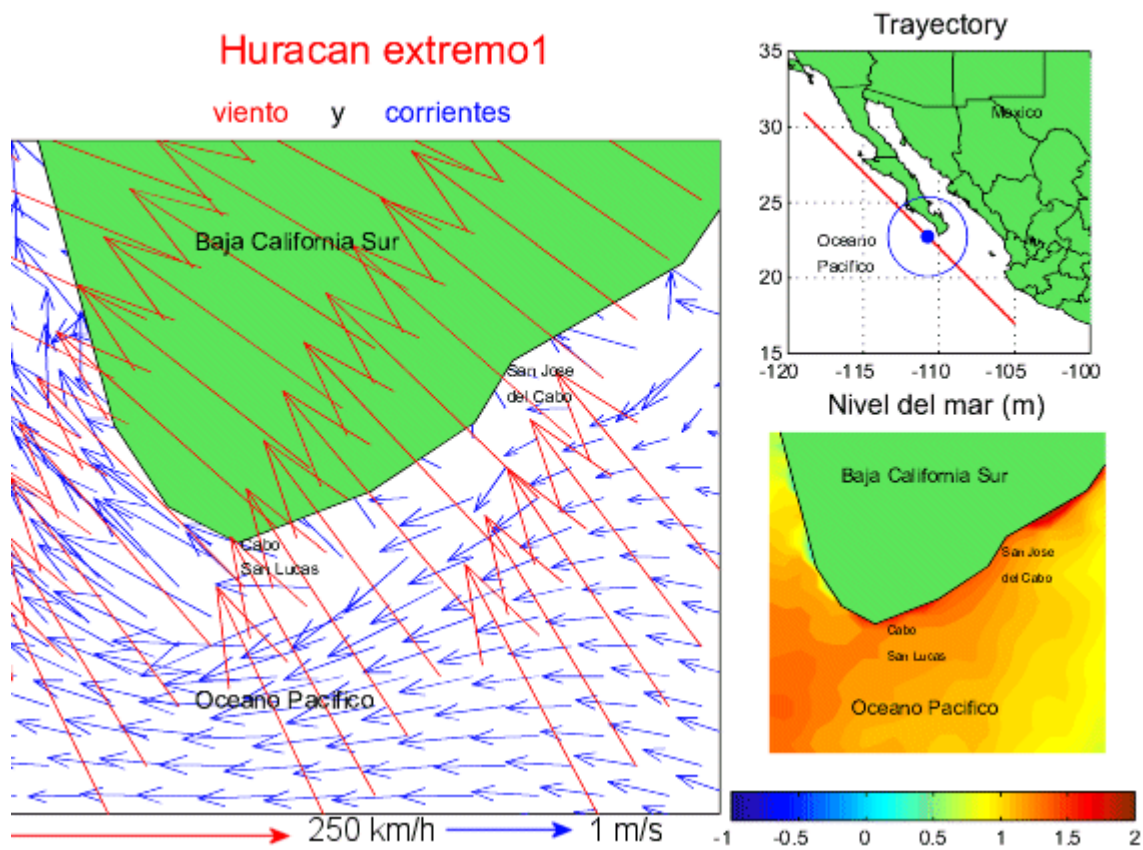 Huracan extremo1
viento y corrientes
Baja California Sur
San Jose
del Cabo
Cabo
San Lucas
Oceano Pacifico
250 km/h
1 m/s
Trayectory
35
30
25
20
15
Mexico
Oceano
Pacifico
-120 -115 -110 -105 -100
Nivel del mar (m)
Baja California Sur
San Jose
del Cabo
Cabo
San Lucas
Oceano Pacifico
-1 -0.5 0 0.5 1 1.5 2